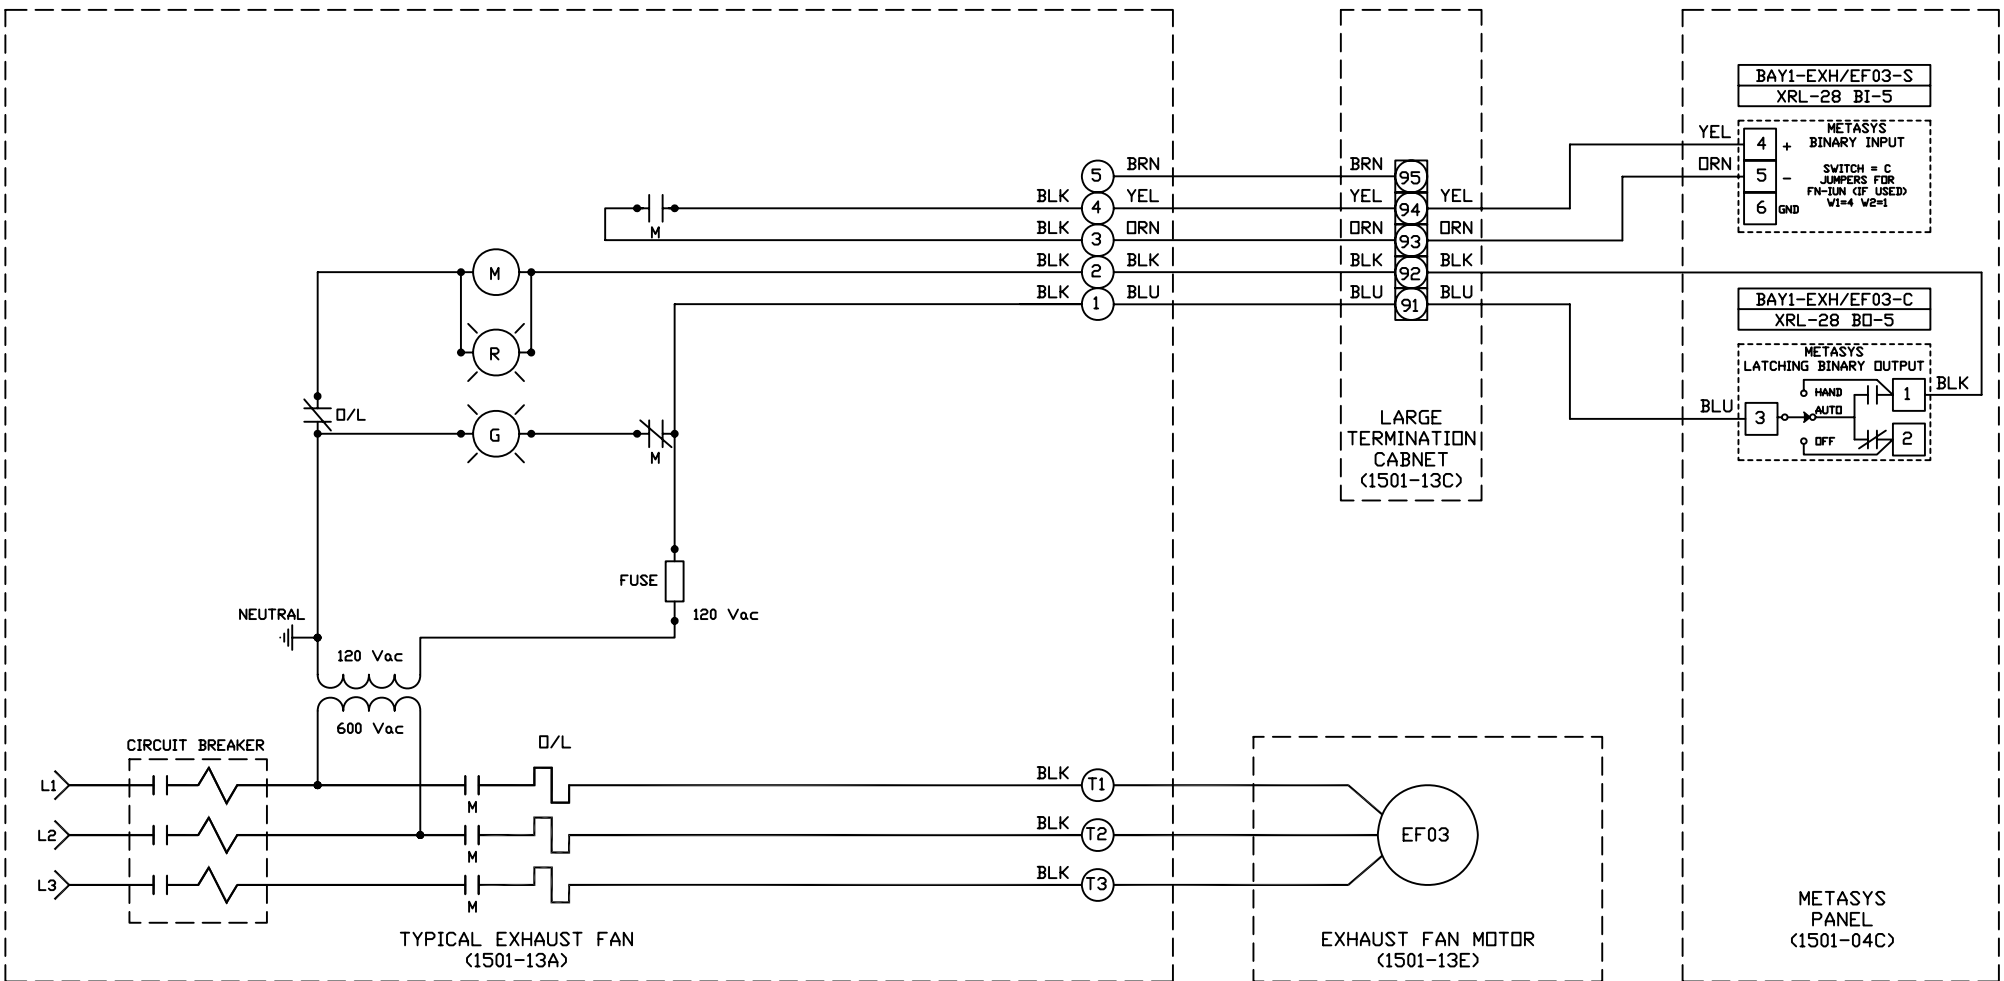 BAY1-EXH/EF03-S
XRL-28 BI-5
YEL 4 + METASYS
BINARY INPUT
ORN 5 - SWITCH = C
JUMPERS FOR
FN-IUN (IF USED)
W1=4 W2=1
6 GND
5 BRN BRN 95
BLK 4 YEL YEL 94 YEL
M
BLK 3 ORN ORN 93 ORN
M BLK 2 BLK BLK 92 BLK
BLK 1 BLU BLU 91 BLU
BAY1-EXH/EF03-C
XRL-28 BO-5
METASYS
LATCHING BINARY OUTPUT
R
HAND 1 BLK
BLU 3 AUTO
OFF 2
O/L
G
M
LARGE
TERMINATION
CABNET
(1501-13C)
FUSE
120 Vac
NEUTRAL
120 Vac
600 Vac
CIRCUIT BREAKER
O/L
L1 M BLK T1
L2 M BLK T2 EF03
L3 M BLK T3
TYPICAL EXHAUST FAN
(1501-13A)
EXHAUST FAN MOTOR
(1501-13E)
METASYS
PANEL
(1501-04C)